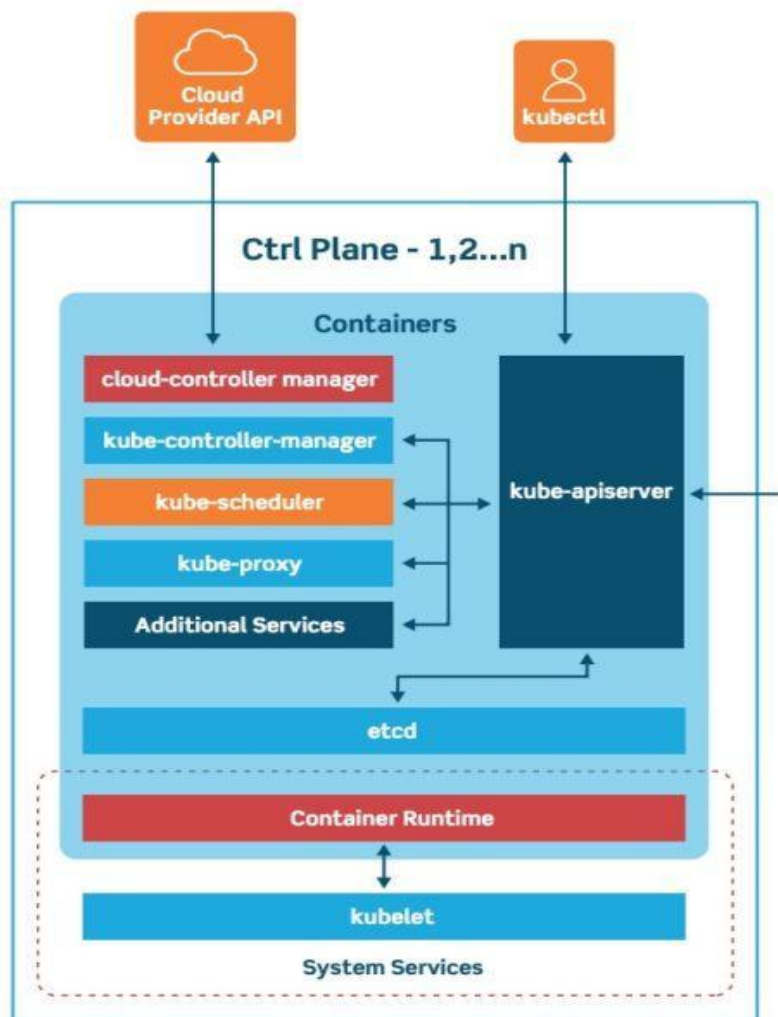 Cloud
Provider API
kubectl
Ctrl Plane - 1,2...n
Containers
cloud-controller manager
kube-controller-manager
kube-scheduler
kube-proxy
Additional Services
kube-apiserver
etcd
Container Runtime
kubelet
System Services